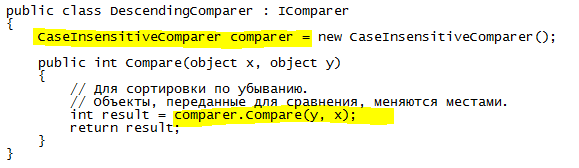 public class DescendingComparer : IComparer
{
    CaseInsensitiveComparer comparer = new CaseInsensitiveComparer();
    public int Compare(object x, object y)
    {
        // Для сортировки по убыванию.
        // Объекты, переданные для сравнения, меняются местами.
        int result = comparer.Compare(y, x);
        return result;
    }
}